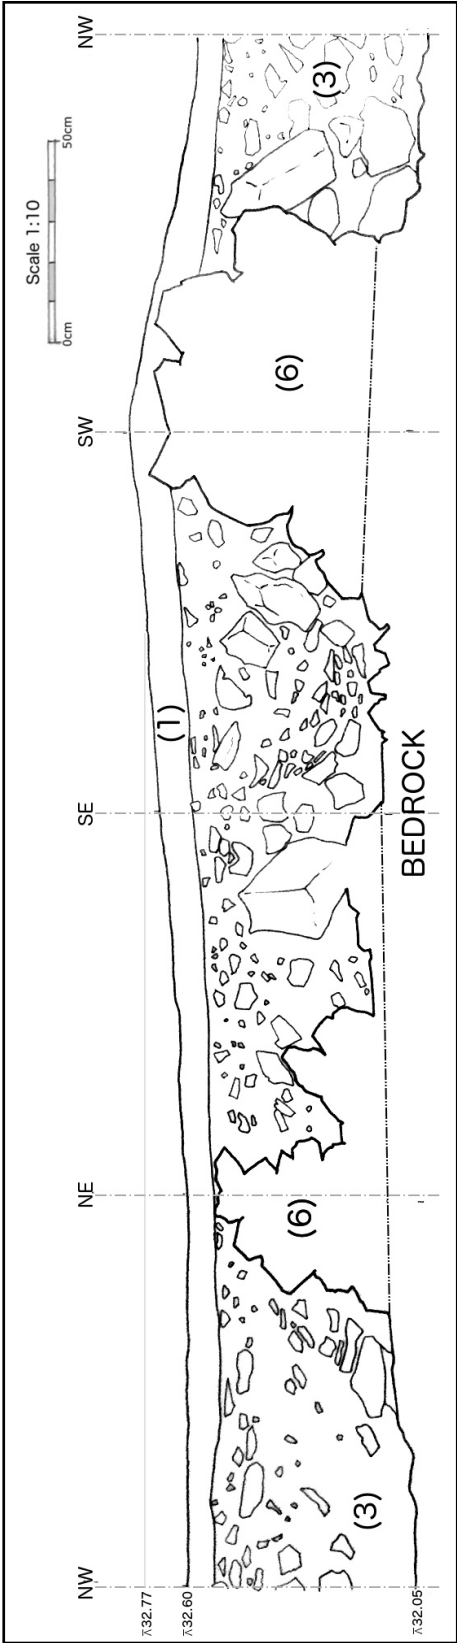 Scale 1:10
0cm 50cm
NW NE SE SW NW
⊼32.77
(1)
⊼32.60
(6)
(6)
(3)
(3)
BEDROCK
⊼32.05